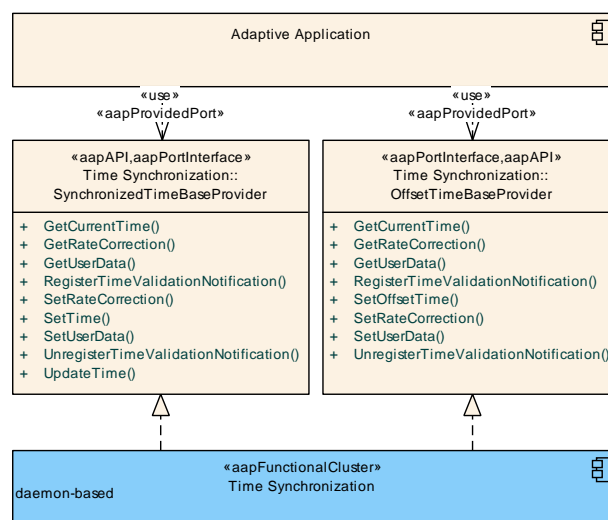 Adaptive Application
«use»
«aapProvidedPort»
«use»
«aapProvidedPort»
«aapAPI,aapPortInterface»
Time Synchronization::
SynchronizedTimeBaseProvider
+ GetCurrentTime()
+ GetRateCorrection()
+ GetUserData()
+ RegisterTimeValidationNotification()
+ SetRateCorrection()
+ SetTime()
+ SetUserData()
+ UnregisterTimeValidationNotification()
+ UpdateTime()
«aapPortInterface,aapAPI»
Time Synchronization::
OffsetTimeBaseProvider
+ GetCurrentTime()
+ GetRateCorrection()
+ GetUserData()
+ RegisterTimeValidationNotification()
+ SetOffsetTime()
+ SetRateCorrection()
+ SetUserData()
+ UnregisterTimeValidationNotification()
«aapFunctionalCluster»
Time Synchronization
daemon-based